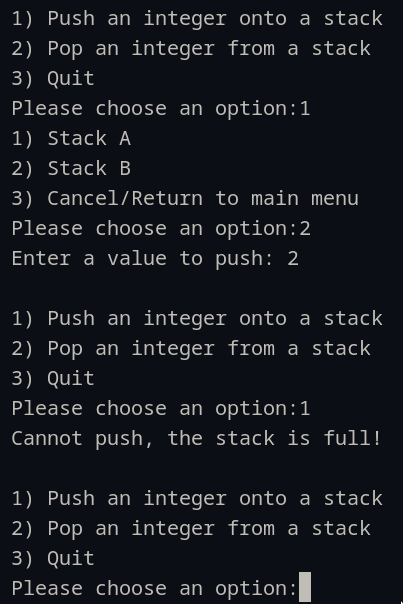 1) Push an integer onto a stack
2) Pop an integer from a stack
3) Quit
Please choose an option:1
1) Stack A
2) Stack B
3) Cancel/Return to main menu
Please choose an option:2
Enter a value to push: 2

1) Push an integer onto a stack
2) Pop an integer from a stack
3) Quit
Please choose an option:1
Cannot push, the stack is full!

1) Push an integer onto a stack
2) Pop an integer from a stack
3) Quit
Please choose an option: